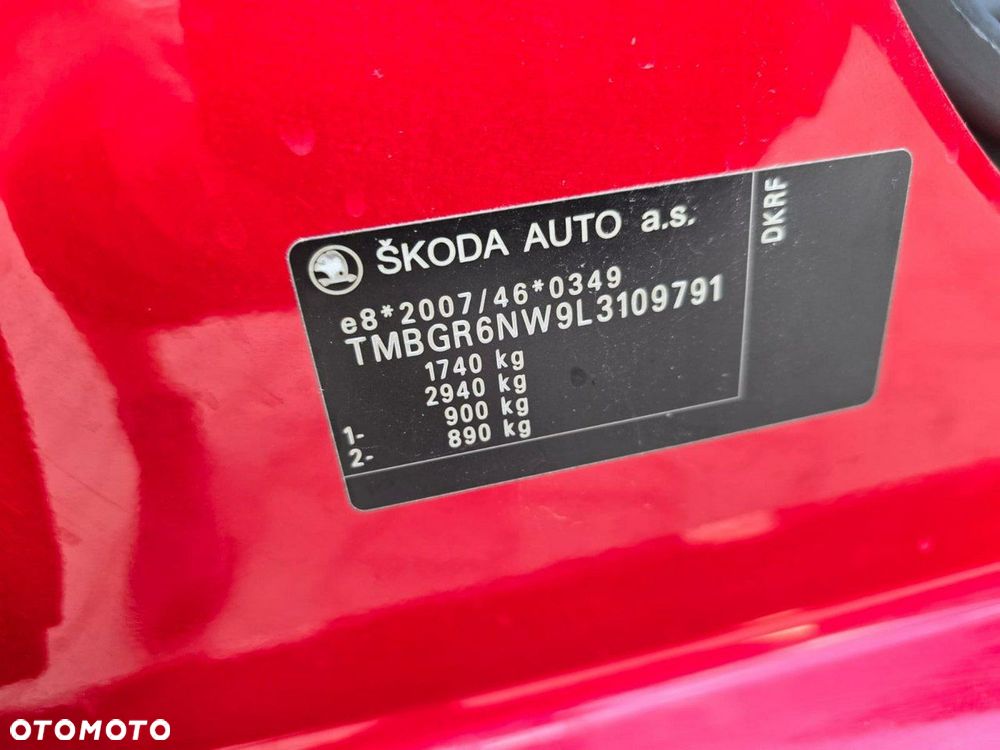 ŠKODA AUTO a.s.
e8*2007/46*0349
TMBGR6NW9L3109791
1740 kg
2940 kg
1- 900 kg
2- 890 kg
DKRF
OTOMOTO